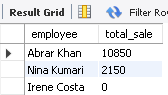 Result Grid Filter Ro
employee total_sale
Abrar Khan 10850
Nina Kumari 2150
Irene Costa 0